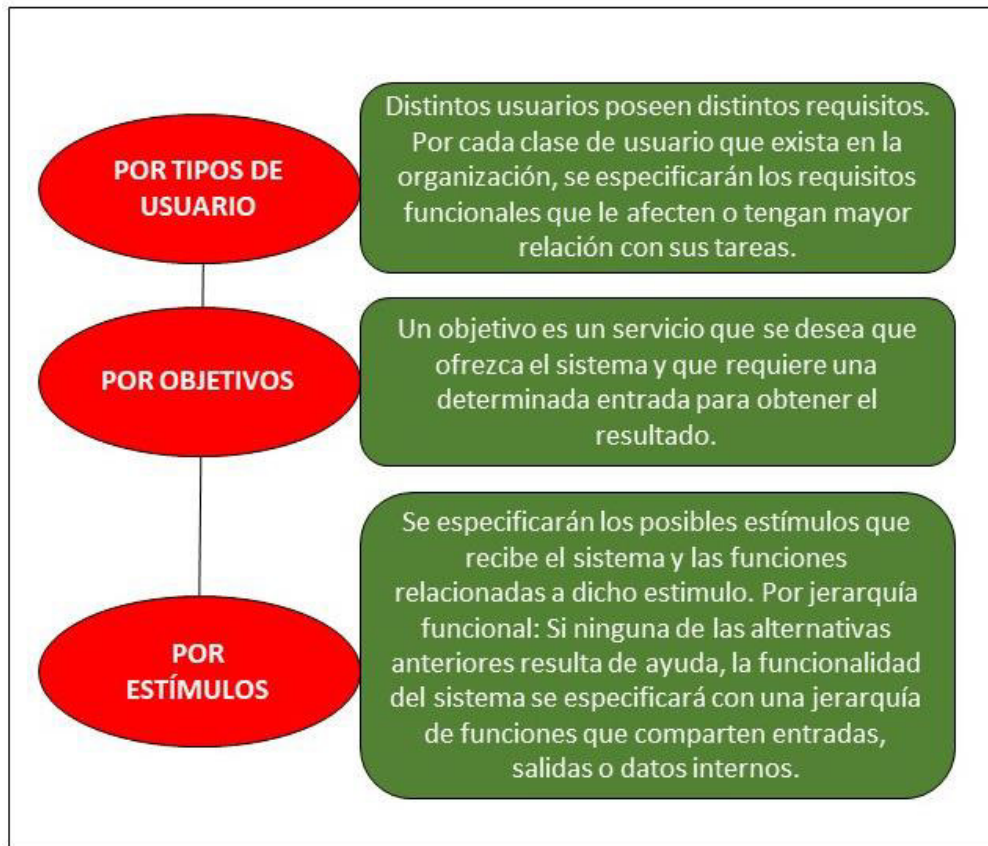 POR TIPOS DE
USUARIO
Distintos usuarios poseen distintos requisitos.
Por cada clase de usuario que exista en la
organización, se especificarán los requisitos
funcionales que le afecten o tengan mayor
relación con sus tareas.
POR OBJETIVOS
Un objetivo es un servicio que se desea que
ofrezca el sistema y que requiere una
determinada entrada para obtener el
resultado.
POR
ESTÍMULOS
Se especificarán los posibles estímulos que
recibe el sistema y las funciones
relacionadas a dicho estimulo. Por jerarquía
funcional: Si ninguna de las alternativas
anteriores resulta de ayuda, la funcionalidad
del sistema se especificará con una jerarquía
de funciones que comparten entradas,
salidas o datos internos.